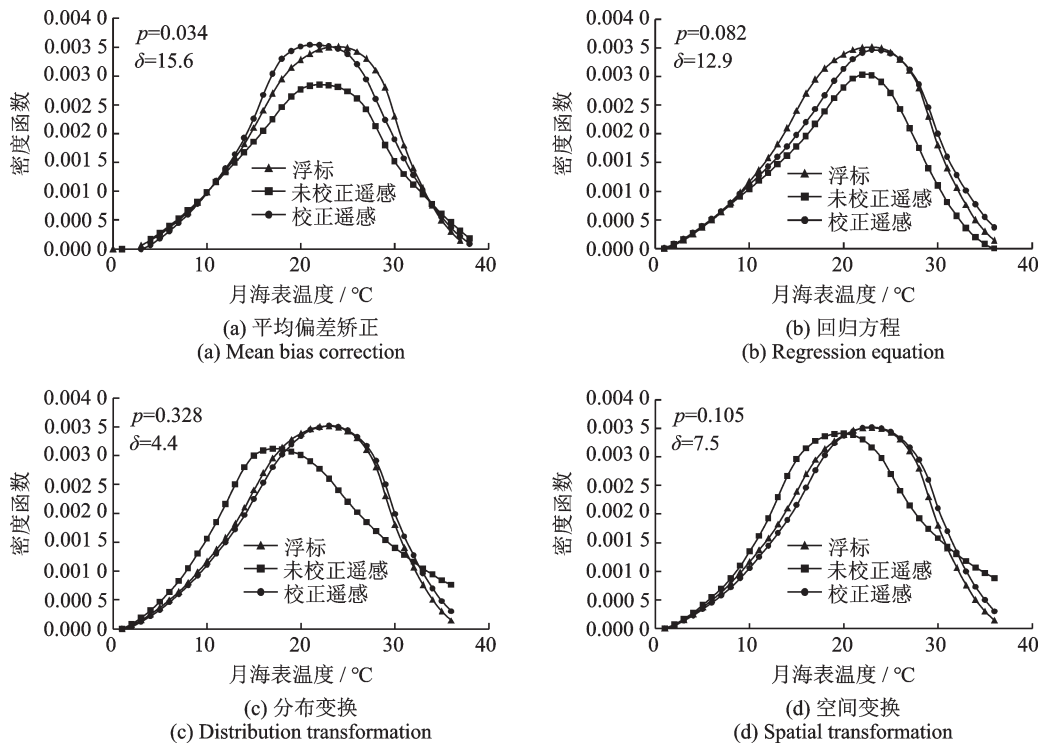 0.004 0
0.003 5
0.003 0
0.002 5
0.002 0
0.001 5
0.001 0
0.000 5
0.000 0
密度函数
p=0.034
δ=15.6
浮标
未校正遥感
校正遥感
0 10 20 30 40
月海表温度 / °C
(a) 平均偏差矫正
(a) Mean bias correction
0.004 0
0.003 5
0.003 0
0.002 5
0.002 0
0.001 5
0.001 0
0.000 5
0.000 0
密度函数
p=0.082
δ=12.9
浮标
未校正遥感
校正遥感
0 10 20 30 40
月海表温度 / °C
(b) 回归方程
(b) Regression equation
0.004 0
0.003 5
0.003 0
0.002 5
0.002 0
0.001 5
0.001 0
0.000 5
0.000 0
密度函数
p=0.328
δ=4.4
浮标
未校正遥感
校正遥感
0 10 20 30 40
月海表温度 / °C
(c) 分布变换
(c) Distribution transformation
0.004 0
0.003 5
0.003 0
0.002 5
0.002 0
0.001 5
0.001 0
0.000 5
0.000 0
密度函数
p=0.105
δ=7.5
浮标
未校正遥感
校正遥感
0 10 20 30 40
月海表温度 / °C
(d) 空间变换
(d) Spatial transformation